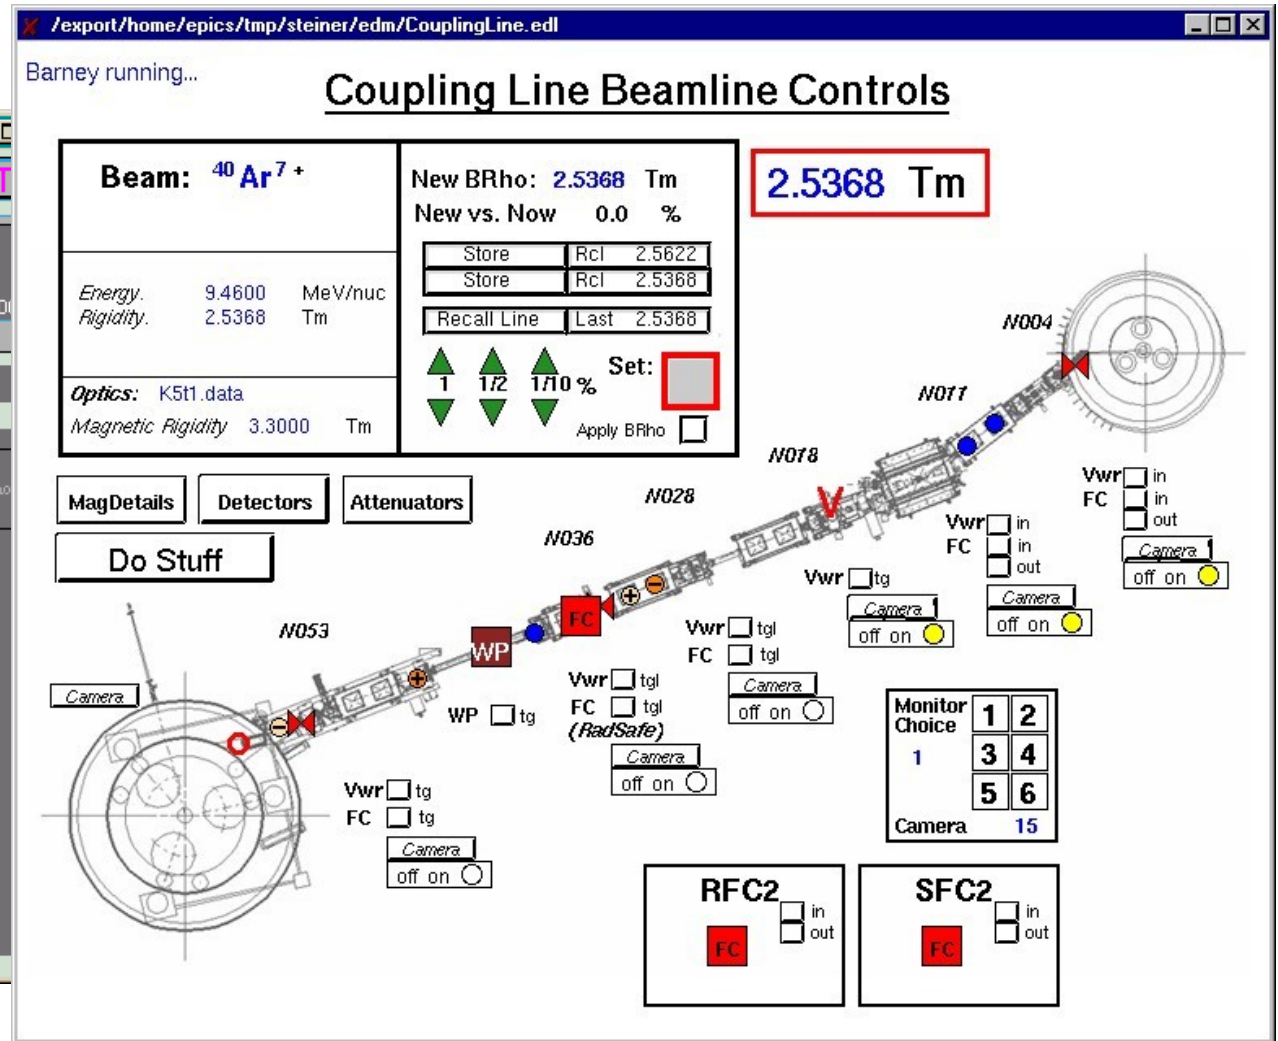 /export/home/epics/tmp/steiner/edm/CouplingLine.edl
Barney running...
Coupling Line Beamline Controls
Beam: 40Ar7+
New BRho: 2.5368 Tm
New vs. Now 0.0 %
2.5368 Tm
Store Rcl 2.5622
Store Rcl 2.5368
Energy. 9.4600 MeV/nuc
Rigidity. 2.5368 Tm
Recall Line Last 2.5368
1 1/2 1/10 %
Set:
Optics: K5t1.data
Magnetic Rigidity 3.3000 Tm
Apply BRho
N004
N011
N018
N028
N036
N053
MagDetails Detectors Attenuators
Do Stuff
V
FC
WP
Vwr in
FC in
out
Camera
off on
Vwr in
FC in
out
Camera
off on
Vwr tg
Camera
off on
Vwr tgl
FC tgl
Camera
off on
Vwr tgl
FC tgl
(RadSafe)
Camera
off on
WP tg
Camera
Vwr tg
FC tg
Camera
off on
Monitor Choice
1
1 2
3 4
5 6
Camera 15
RFC2
in
out
FC
SFC2
in
out
FC